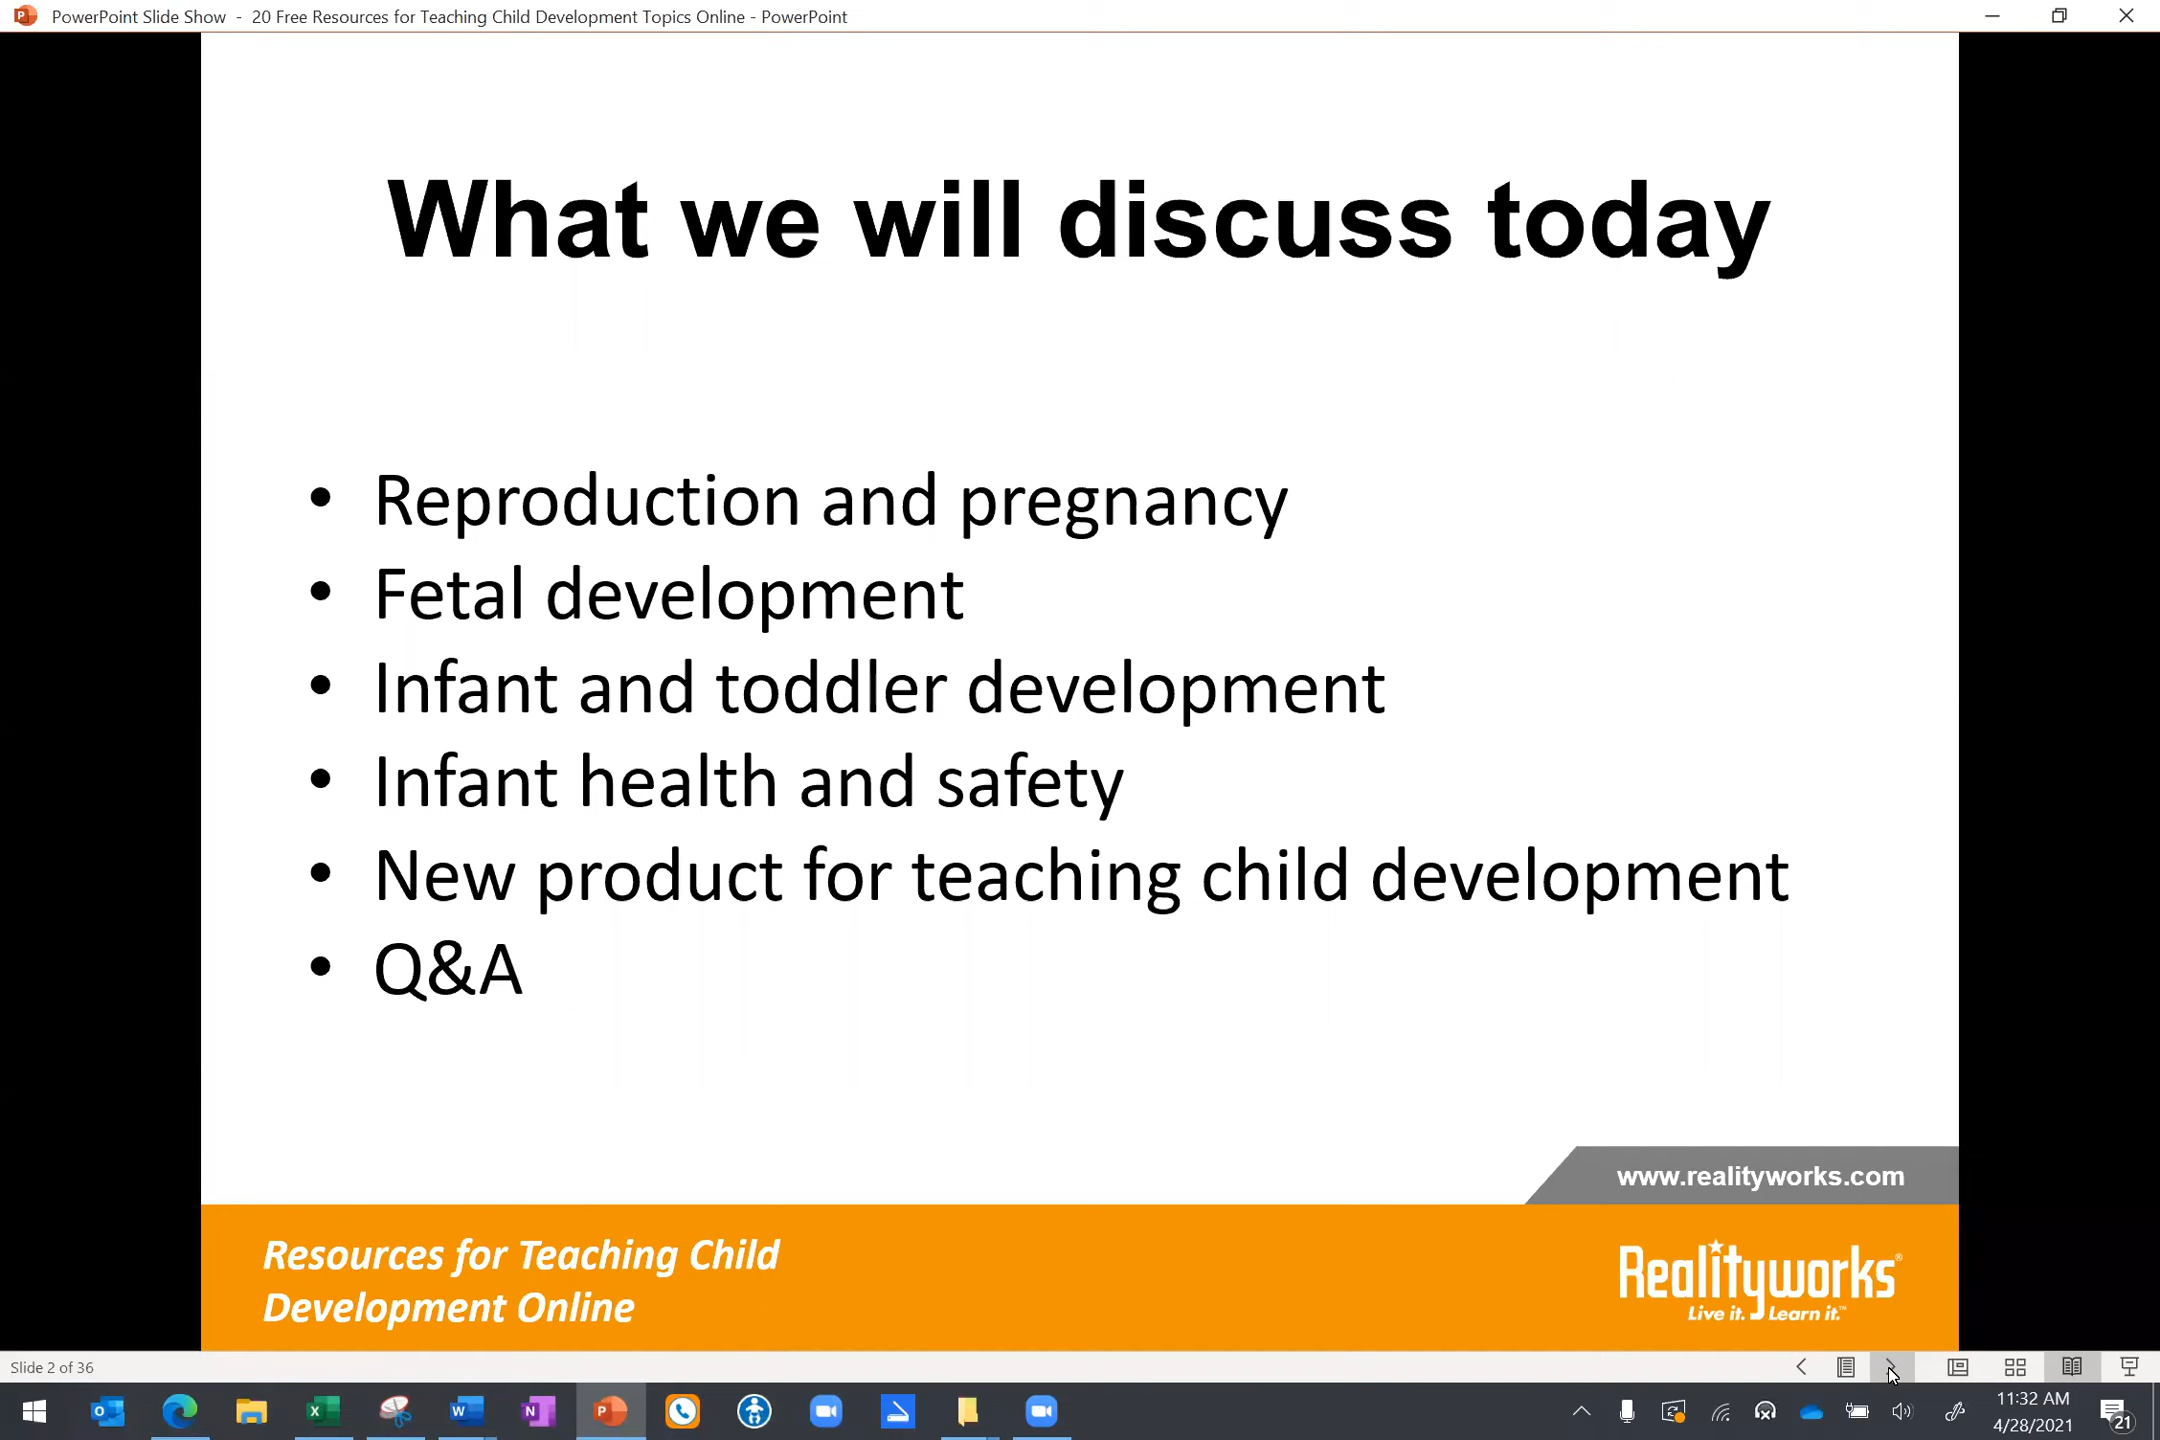 PowerPoint Slide Show - 20 Free Resources for Teaching Child Development Topics Online - PowerPoint
What we will discuss today
• Reproduction and pregnancy
• Fetal development
• Infant and toddler development
• Infant health and safety
• New product for teaching child development
• Q&A
www.realityworks.com
Resources for Teaching Child
Development Online
Realityworks®
Live it. Learn it.™
Slide 2 of 36
11:32 AM
4/28/2021
21